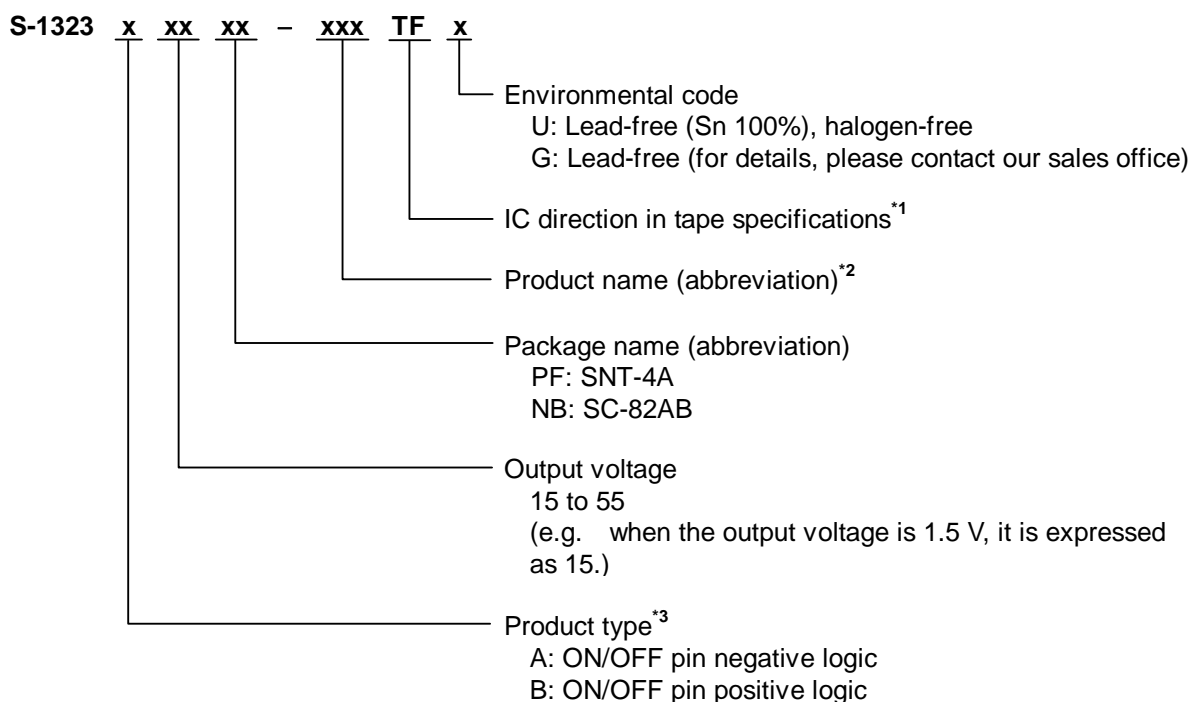 S-1323 x xx xx – xxx TF x
Environmental code
U: Lead-free (Sn 100%), halogen-free
G: Lead-free (for details, please contact our sales office)
IC direction in tape specifications*1
Product name (abbreviation)*2
Package name (abbreviation)
PF: SNT-4A
NB: SC-82AB
Output voltage
15 to 55
(e.g. when the output voltage is 1.5 V, it is expressed
as 15.)
Product type*3
A: ON/OFF pin negative logic
B: ON/OFF pin positive logic